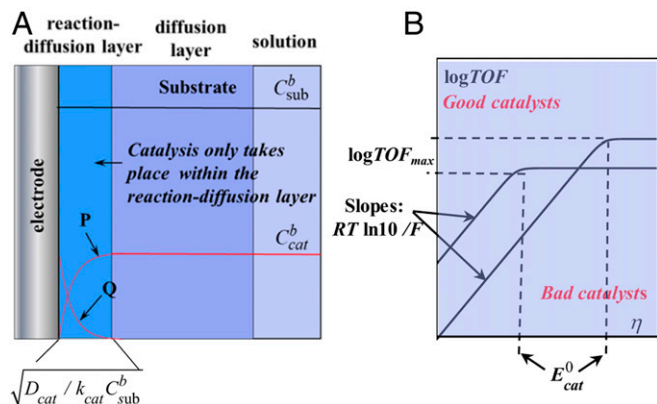 A
reaction-
diffusion layer
diffusion
layer
solution
Substrate
C^b_sub
Catalysis only takes
place within the
reaction-diffusion layer
electrode
P
C^b_cat
Q
√D_cat / k_cat C^b_sub
B
logTOF
Good catalysts
logTOF_max
Slopes:
RT ln10 /F
Bad catalysts
η
E^0_cat